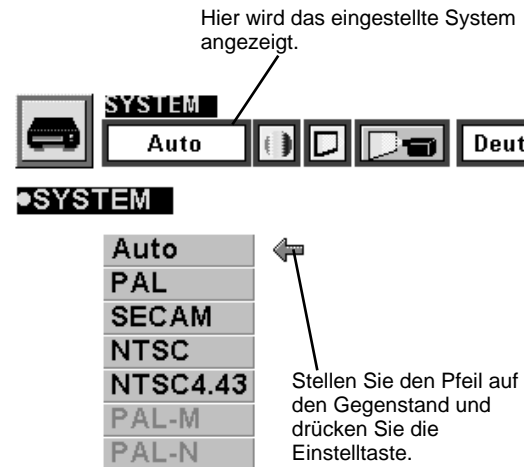 Hier wird das eingestellte System
angezeigt.
SYSTEM
Auto
Deut
●SYSTEM
Auto
PAL
SECAM
NTSC
NTSC4.43
PAL-M
PAL-N
Stellen Sie den Pfeil auf
den Gegenstand und
drücken Sie die
Einstelltaste.